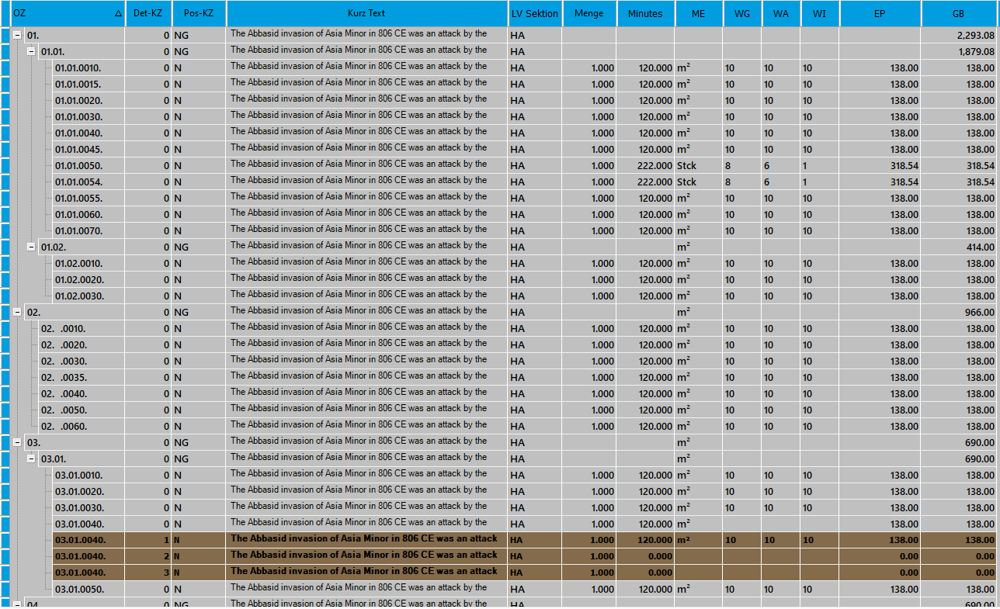 OZ Det-KZ Pos-KZ Kurz Text LV Sektion Menge Minutes ME WG WA WI EP GB
01. 0 NG The Abbasid invasion of Asia Minor in 806 CE was an attack by the HA 2,293.08
01.01. 0 NG The Abbasid invasion of Asia Minor in 806 CE was an attack by the HA 1,879.08
01.01.0010. 0 N The Abbasid invasion of Asia Minor in 806 CE was an attack by the HA 1.000 120.000 m² 10 10 10 138.00 138.00
01.01.0015. 0 N The Abbasid invasion of Asia Minor in 806 CE was an attack by the HA 1.000 120.000 m² 10 10 10 138.00 138.00
01.01.0020. 0 N The Abbasid invasion of Asia Minor in 806 CE was an attack by the HA 1.000 120.000 m² 10 10 10 138.00 138.00
01.01.0030. 0 N The Abbasid invasion of Asia Minor in 806 CE was an attack by the HA 1.000 120.000 m² 10 10 10 138.00 138.00
01.01.0040. 0 N The Abbasid invasion of Asia Minor in 806 CE was an attack by the HA 1.000 120.000 m² 10 10 10 138.00 138.00
01.01.0045. 0 N The Abbasid invasion of Asia Minor in 806 CE was an attack by the HA 1.000 120.000 m² 10 10 10 138.00 138.00
01.01.0050. 0 N The Abbasid invasion of Asia Minor in 806 CE was an attack by the HA 1.000 222.000 Stck 8 6 1 318.54 318.54
01.01.0054. 0 N The Abbasid invasion of Asia Minor in 806 CE was an attack by the HA 1.000 222.000 Stck 8 6 1 318.54 318.54
01.01.0055. 0 N The Abbasid invasion of Asia Minor in 806 CE was an attack by the HA 1.000 120.000 m² 10 10 10 138.00 138.00
01.01.0060. 0 N The Abbasid invasion of Asia Minor in 806 CE was an attack by the HA 1.000 120.000 m² 10 10 10 138.00 138.00
01.01.0070. 0 N The Abbasid invasion of Asia Minor in 806 CE was an attack by the HA 1.000 120.000 m² 10 10 10 138.00 138.00
01.02. 0 NG The Abbasid invasion of Asia Minor in 806 CE was an attack by the HA m² 414.00
01.02.0010. 0 N The Abbasid invasion of Asia Minor in 806 CE was an attack by the HA 1.000 120.000 m² 10 10 10 138.00 138.00
01.02.0020. 0 N The Abbasid invasion of Asia Minor in 806 CE was an attack by the HA 1.000 120.000 m² 10 10 10 138.00 138.00
01.02.0030. 0 N The Abbasid invasion of Asia Minor in 806 CE was an attack by the HA 1.000 120.000 m² 10 10 10 138.00 138.00
02. 0 NG The Abbasid invasion of Asia Minor in 806 CE was an attack by the HA m² 966.00
02. .0010. 0 N The Abbasid invasion of Asia Minor in 806 CE was an attack by the HA 1.000 120.000 m² 10 10 10 138.00 138.00
02. .0020. 0 N The Abbasid invasion of Asia Minor in 806 CE was an attack by the HA 1.000 120.000 m² 10 10 10 138.00 138.00
02. .0030. 0 N The Abbasid invasion of Asia Minor in 806 CE was an attack by the HA 1.000 120.000 m² 10 10 10 138.00 138.00
02. .0035. 0 N The Abbasid invasion of Asia Minor in 806 CE was an attack by the HA 1.000 120.000 m² 10 10 10 138.00 138.00
02. .0040. 0 N The Abbasid invasion of Asia Minor in 806 CE was an attack by the HA 1.000 120.000 m² 10 10 10 138.00 138.00
02. .0050. 0 N The Abbasid invasion of Asia Minor in 806 CE was an attack by the HA 1.000 120.000 m² 10 10 10 138.00 138.00
02. .0060. 0 N The Abbasid invasion of Asia Minor in 806 CE was an attack by the HA 1.000 120.000 m² 10 10 10 138.00 138.00
03. 0 NG The Abbasid invasion of Asia Minor in 806 CE was an attack by the HA m² 690.00
03.01. 0 NG The Abbasid invasion of Asia Minor in 806 CE was an attack by the HA m² 690.00
03.01.0010. 0 N The Abbasid invasion of Asia Minor in 806 CE was an attack by the HA 1.000 120.000 m² 10 10 10 138.00 138.00
03.01.0020. 0 N The Abbasid invasion of Asia Minor in 806 CE was an attack by the HA 1.000 120.000 m² 10 10 10 138.00 138.00
03.01.0030. 0 N The Abbasid invasion of Asia Minor in 806 CE was an attack by the HA 1.000 120.000 m² 10 10 10 138.00 138.00
03.01.0040. 0 N The Abbasid invasion of Asia Minor in 806 CE was an attack by the HA 1.000 120.000 m² 138.00 138.00
03.01.0040. 1 N The Abbasid invasion of Asia Minor in 806 CE was an attack HA 1.000 120.000 m² 10 10 10 138.00 138.00
03.01.0040. 2 N The Abbasid invasion of Asia Minor in 806 CE was an attack HA 1.000 0.000 0.00 0.00
03.01.0040. 3 N The Abbasid invasion of Asia Minor in 806 CE was an attack HA 1.000 0.000 0.00 0.00
03.01.0050. 0 N The Abbasid invasion of Asia Minor in 806 CE was an attack by the HA 1.000 120.000 m² 10 10 10 138.00 138.00
04. 0 NG The Abbasid invasion of Asia Minor in 806 CE was an attack by the HA 690.00